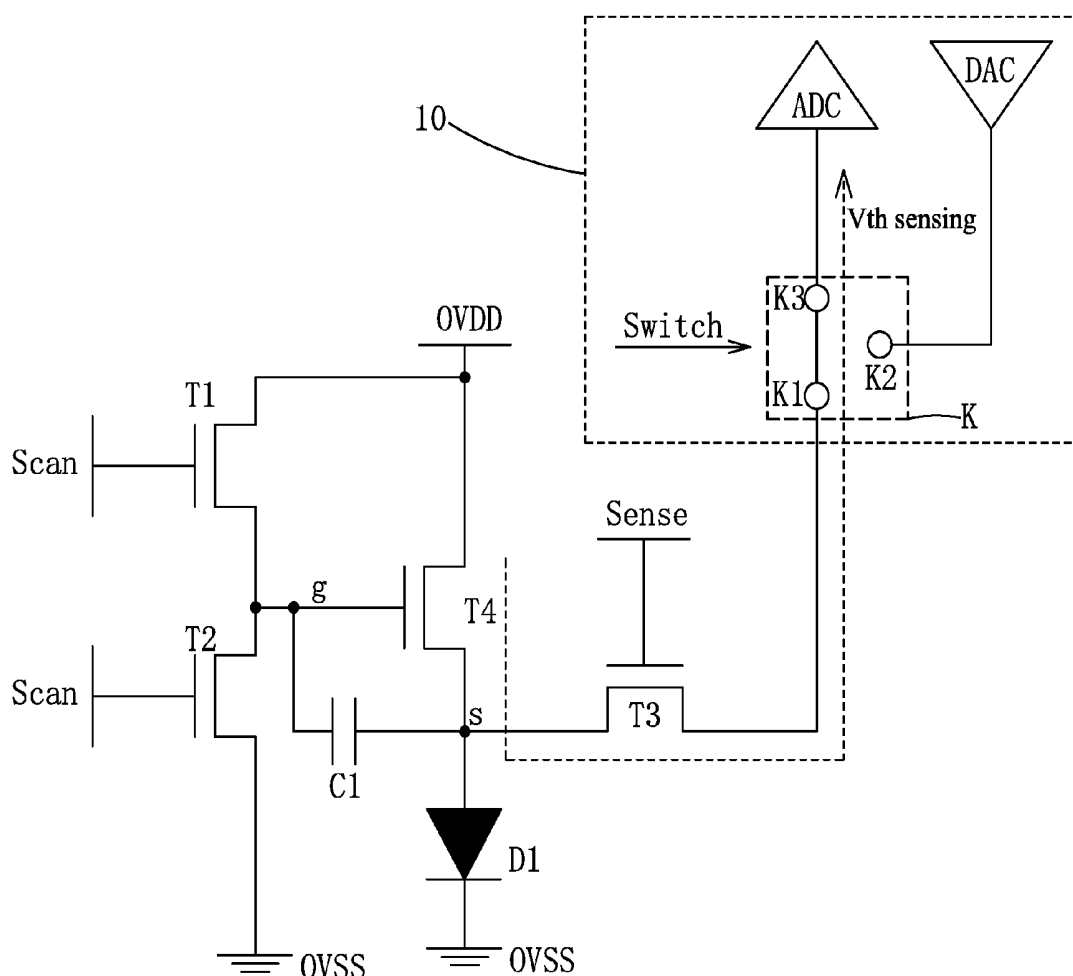 DAC
ADC
10
Vth sensing
K3
OVDD
Switch
K2
K1
K
T1
Scan
Sense
g
T4
T2
Scan
s
T3
C1
D1
OVSS
OVSS